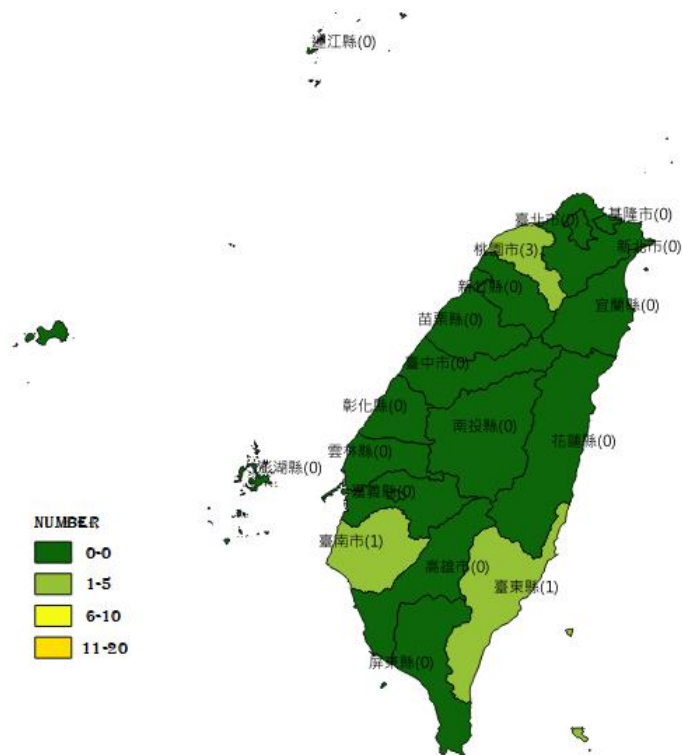 連江縣(0)
基隆市(0)
臺北市(0)
新北市(0)
桃園市(3)
新竹縣(0)
宜蘭縣(0)
苗栗縣(0)
臺中市(0)
彰化縣(0)
南投縣(0)
花蓮縣(0)
雲林縣(0)
澎湖縣(0)
嘉義縣(0)
臺南市(1)
高雄市(0)
臺東縣(1)
屏東縣(0)
NUMBER
0-0
1-5
6-10
11-20